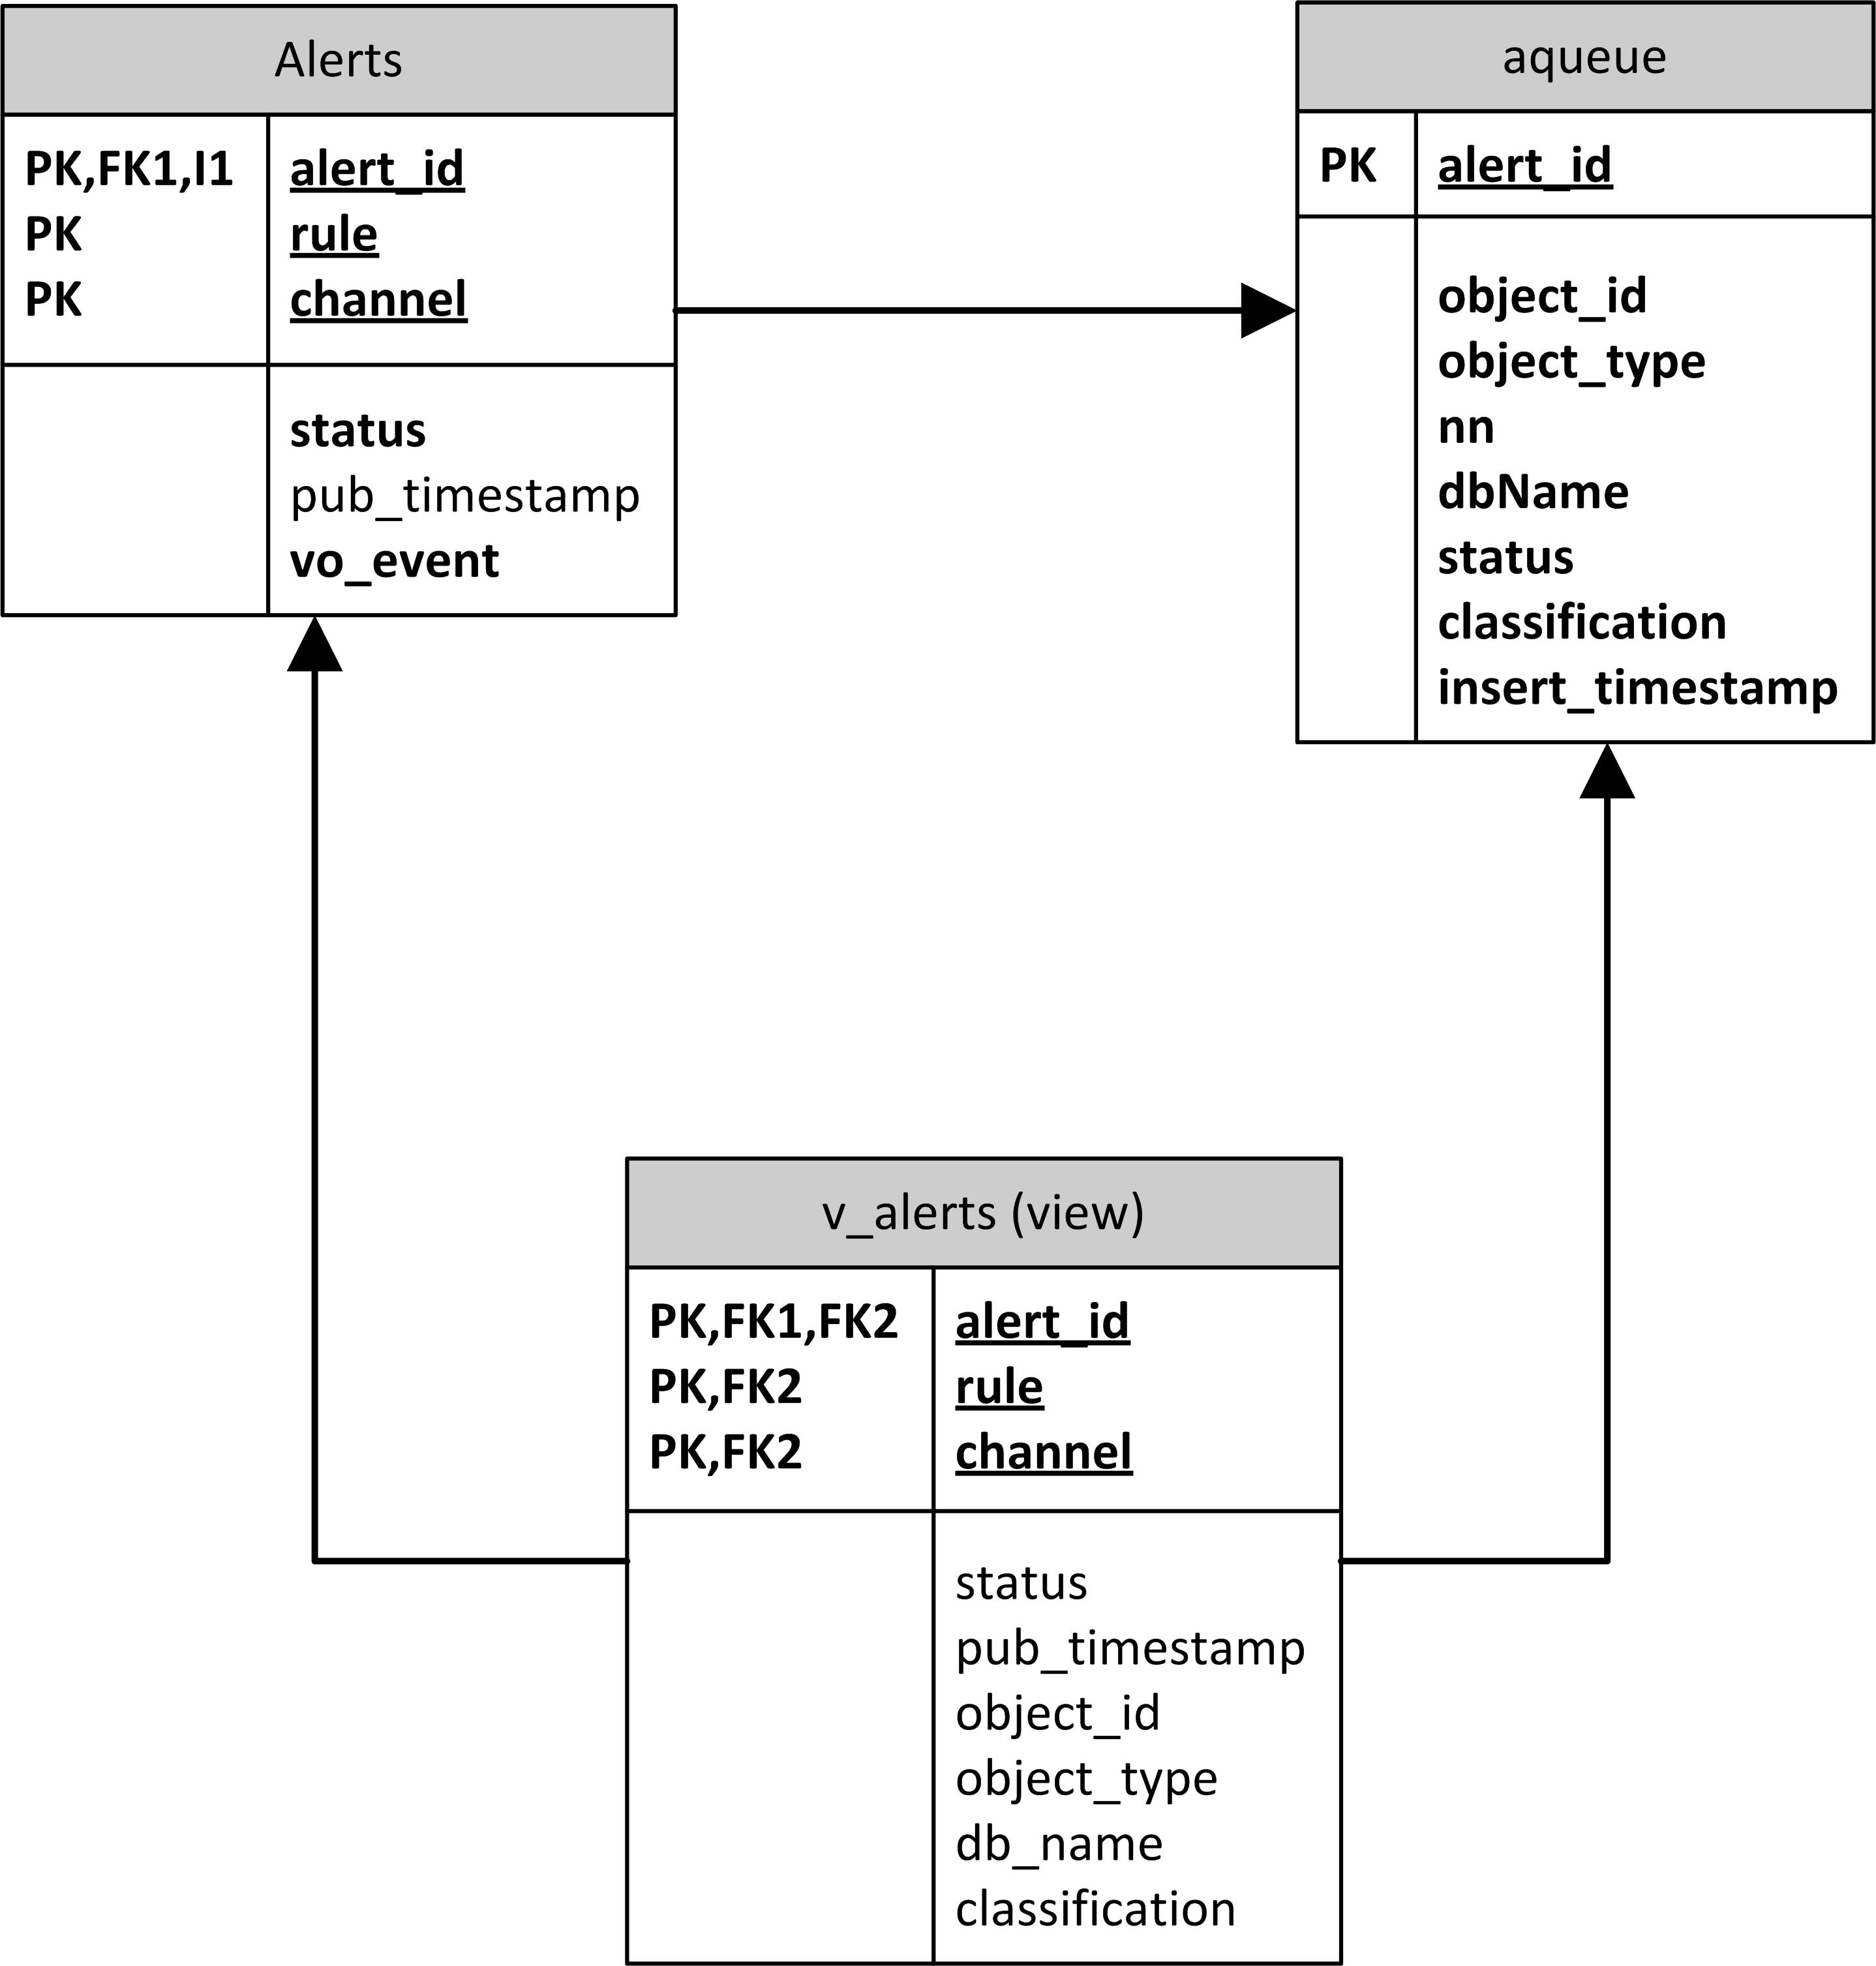 Alerts
PK,FK1,I1 alert_id
PK rule
PK channel
status
pub_timestamp
vo_event
aqueue
PK alert_id
object_id
object_type
nn
dbName
status
classification
insert_timestamp
v_alerts (view)
PK,FK1,FK2 alert_id
PK,FK2 rule
PK,FK2 channel
status
pub_timestamp
object_id
object_type
db_name
classification